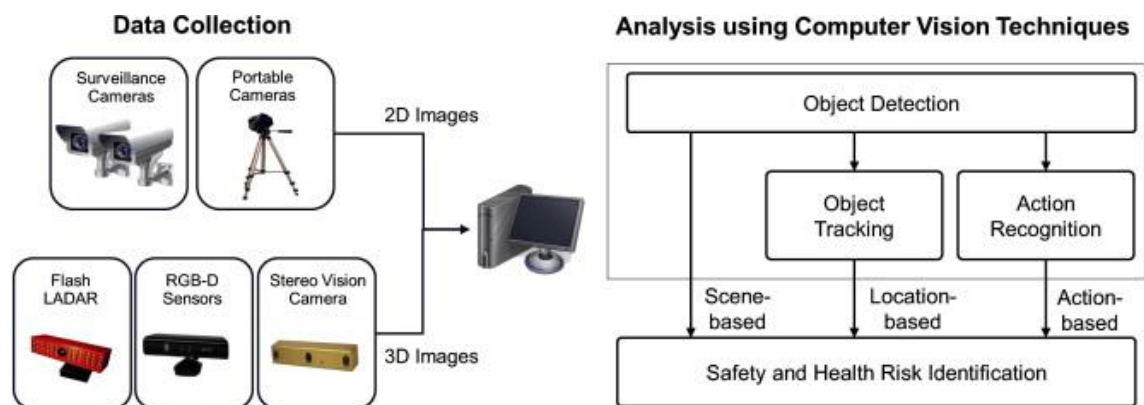 Data Collection
Surveillance
Cameras
Portable
Cameras
2D Images
Flash
LADAR
RGB-D
Sensors
Stereo Vision
Camera
3D Images
Analysis using Computer Vision Techniques
Object Detection
Object
Tracking
Action
Recognition
Scene-
based
Location-
based
Action-
based
Safety and Health Risk Identification